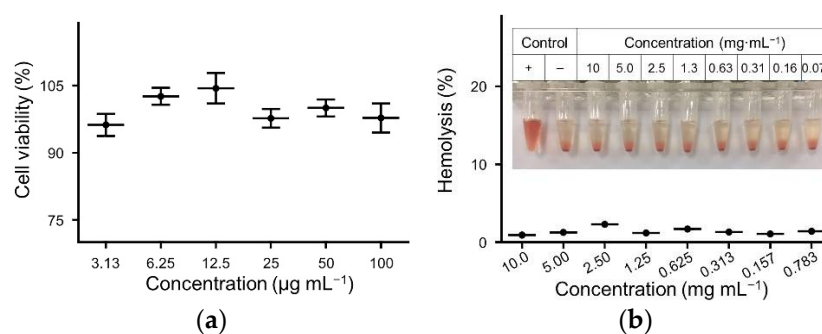 105
90
75
Cell viability (%)
3.13 6.25 12.5 25 50 100
Concentration (µg mL⁻¹)
(a)
Control Concentration (mg·mL⁻¹)
+ − 10 5.0 2.5 1.3 0.63 0.31 0.16 0.07
20
10
0
Hemolysis (%)
10.0 5.00 2.50 1.25 0.625 0.313 0.157 0.783
Concentration (mg mL⁻¹)
(b)